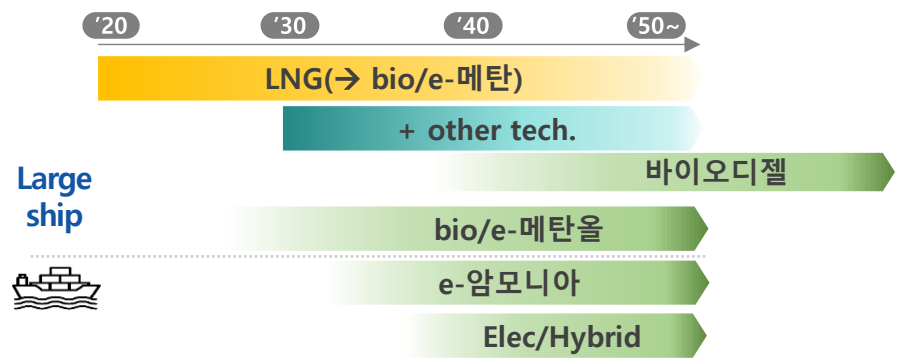 ’20 ’30 ’40 ’50~
LNG(→ bio/e-메탄)
+ other tech.
바이오디젤
Large
ship
bio/e-메탄올
e-암모니아
Elec/Hybrid